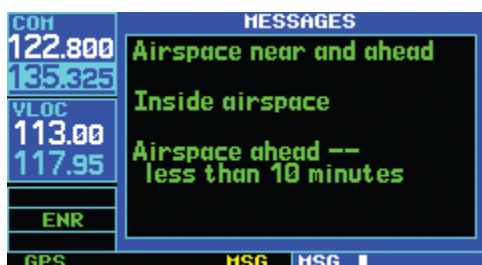 COM
122.800
135.325
VLOC
113.00
117.95
ENR
MESSAGES
Airspace near and ahead
Inside airspace
Airspace ahead --
less than 10 minutes
GPS MSG MSG